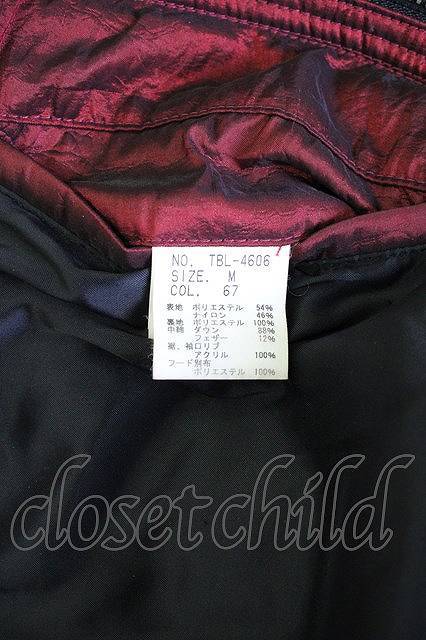 NO. TBL-4606
SIZE. M
COL. 67
表地 ポリエステル 54%
ナイロン 46%
裏地 ポリエステル 100%
中綿 ダウン 88%
フェザー 12%
裾、袖口リブ
アクリル 100%
フード別布
ポリエステル 100%
closetchild